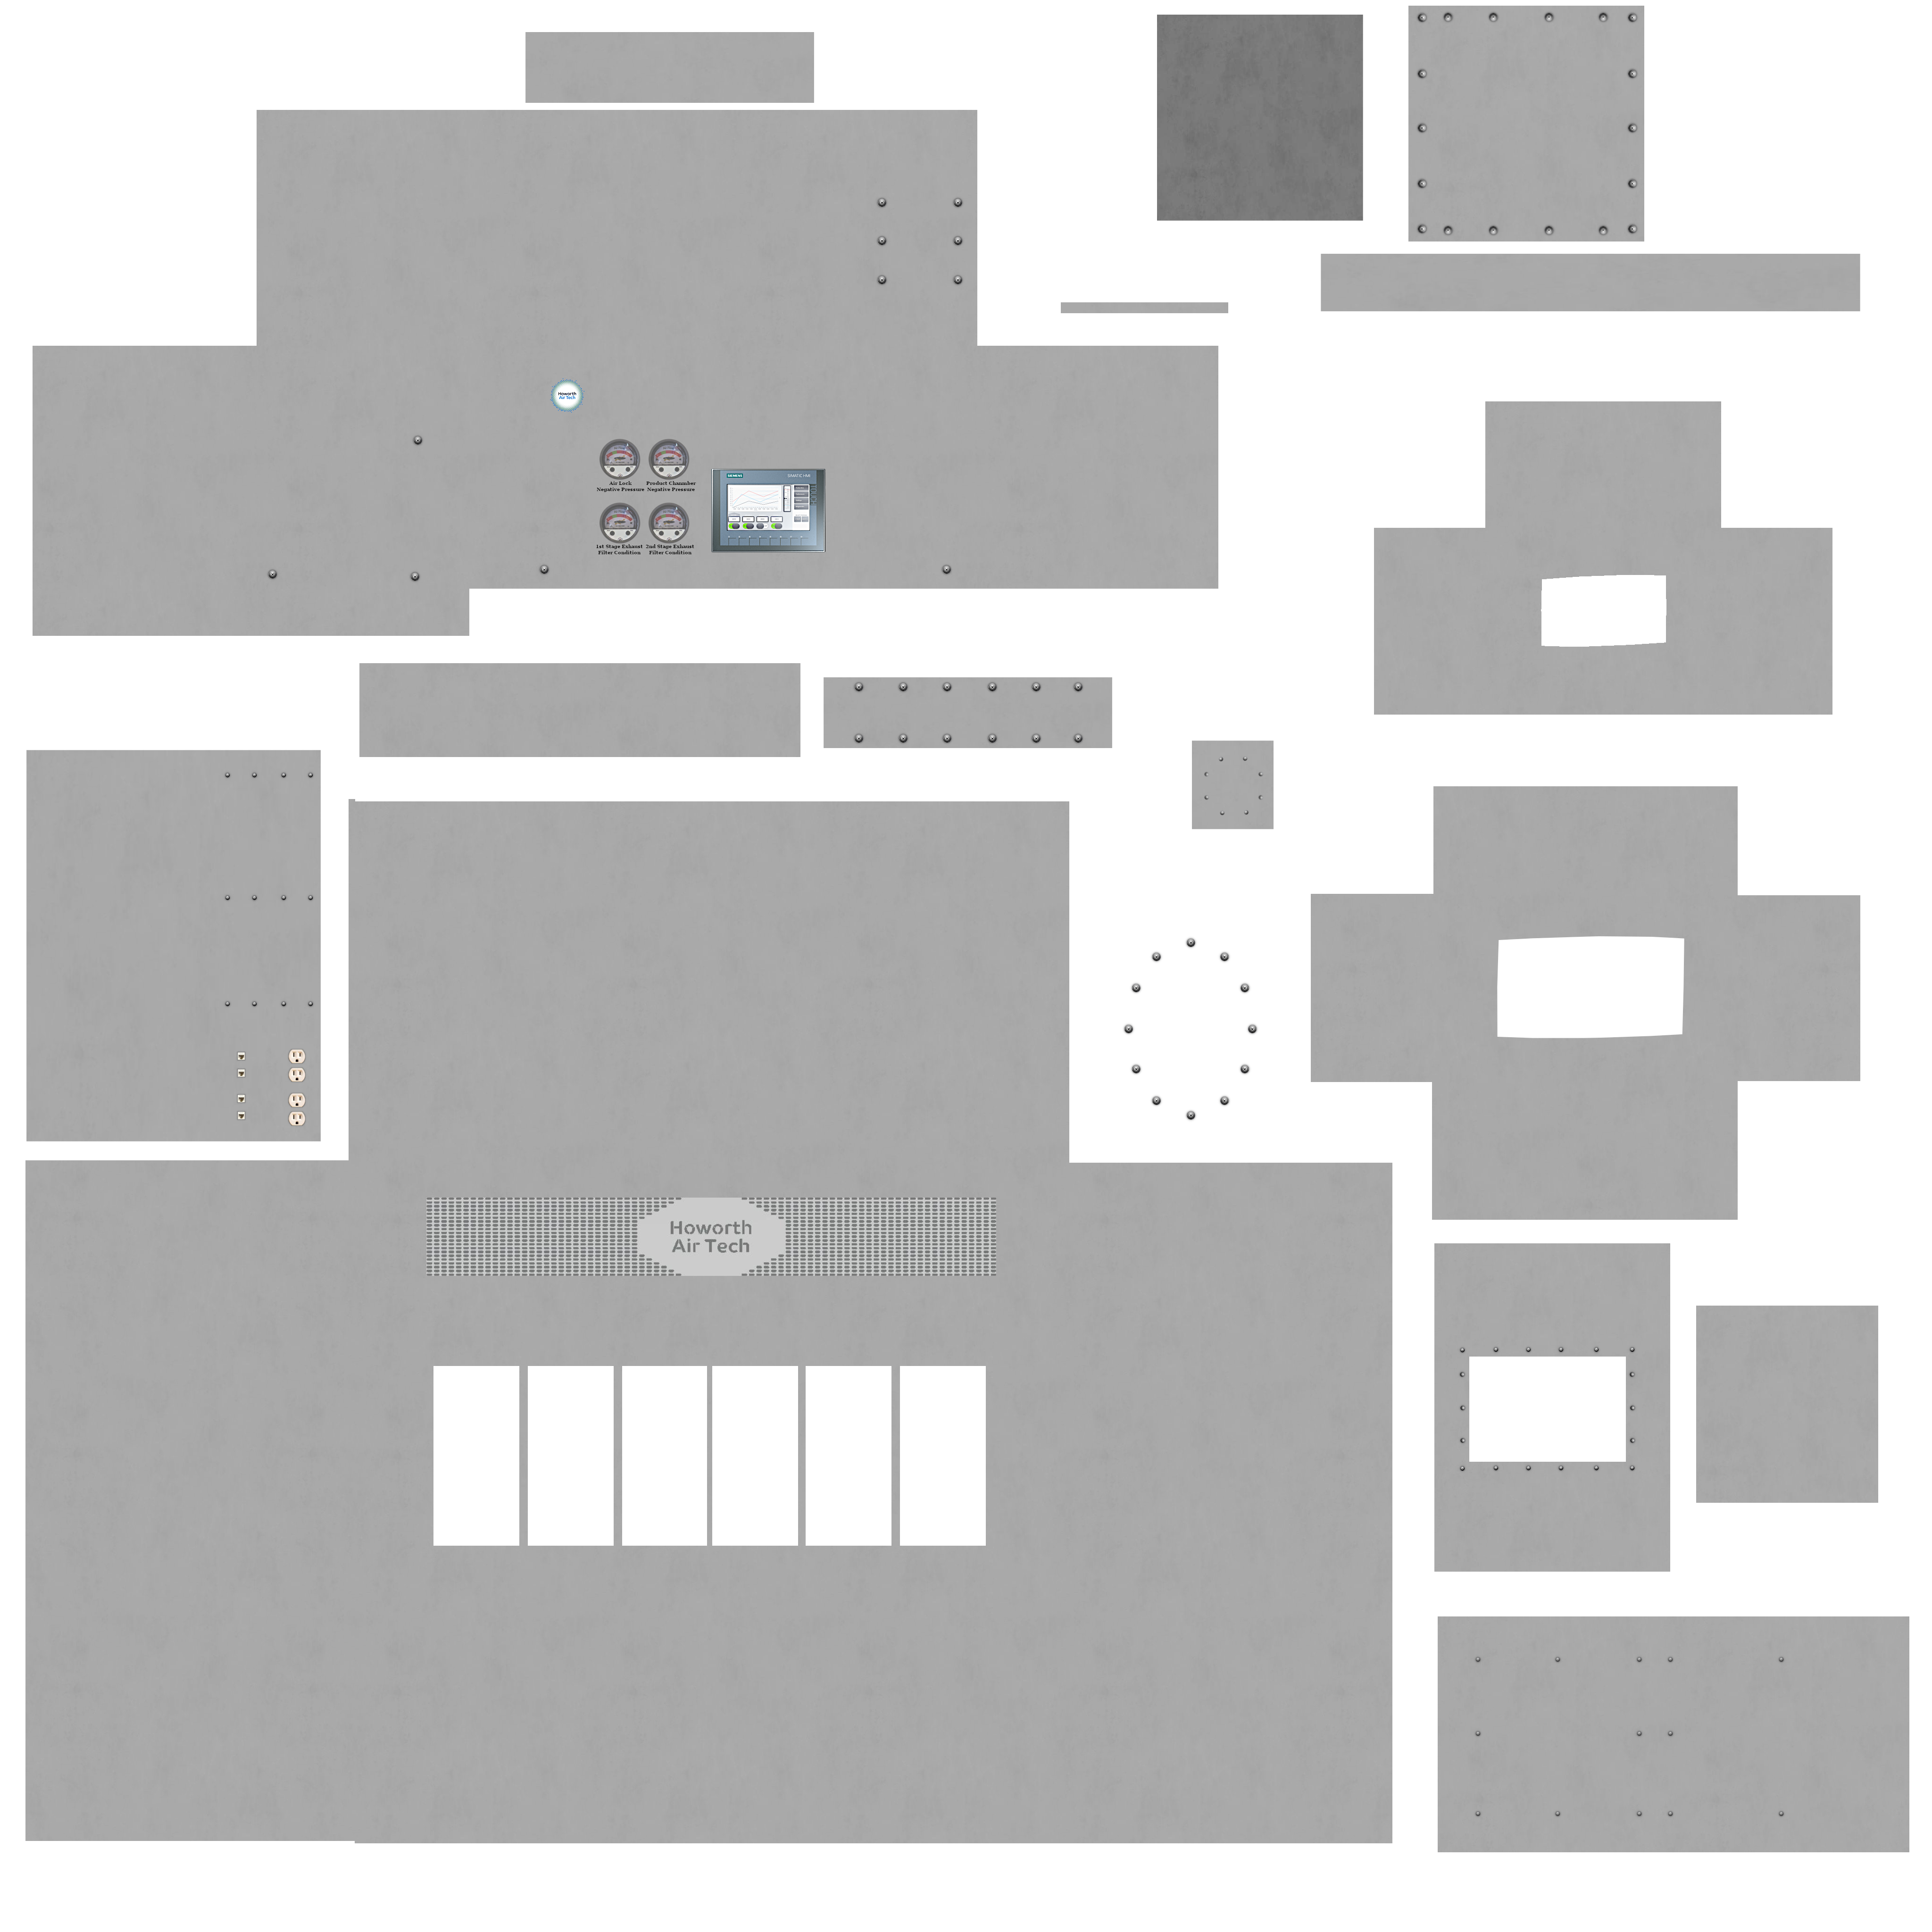 Howorth
Air Tech
Air Lock
Negative Pressure
Product Chamber
Negative Pressure
SIEMENS
SIMATIC HMI
1st Stage Exhaust
Filter Condition
2nd Stage Exhaust
Filter Condition
Howorth
Air Tech